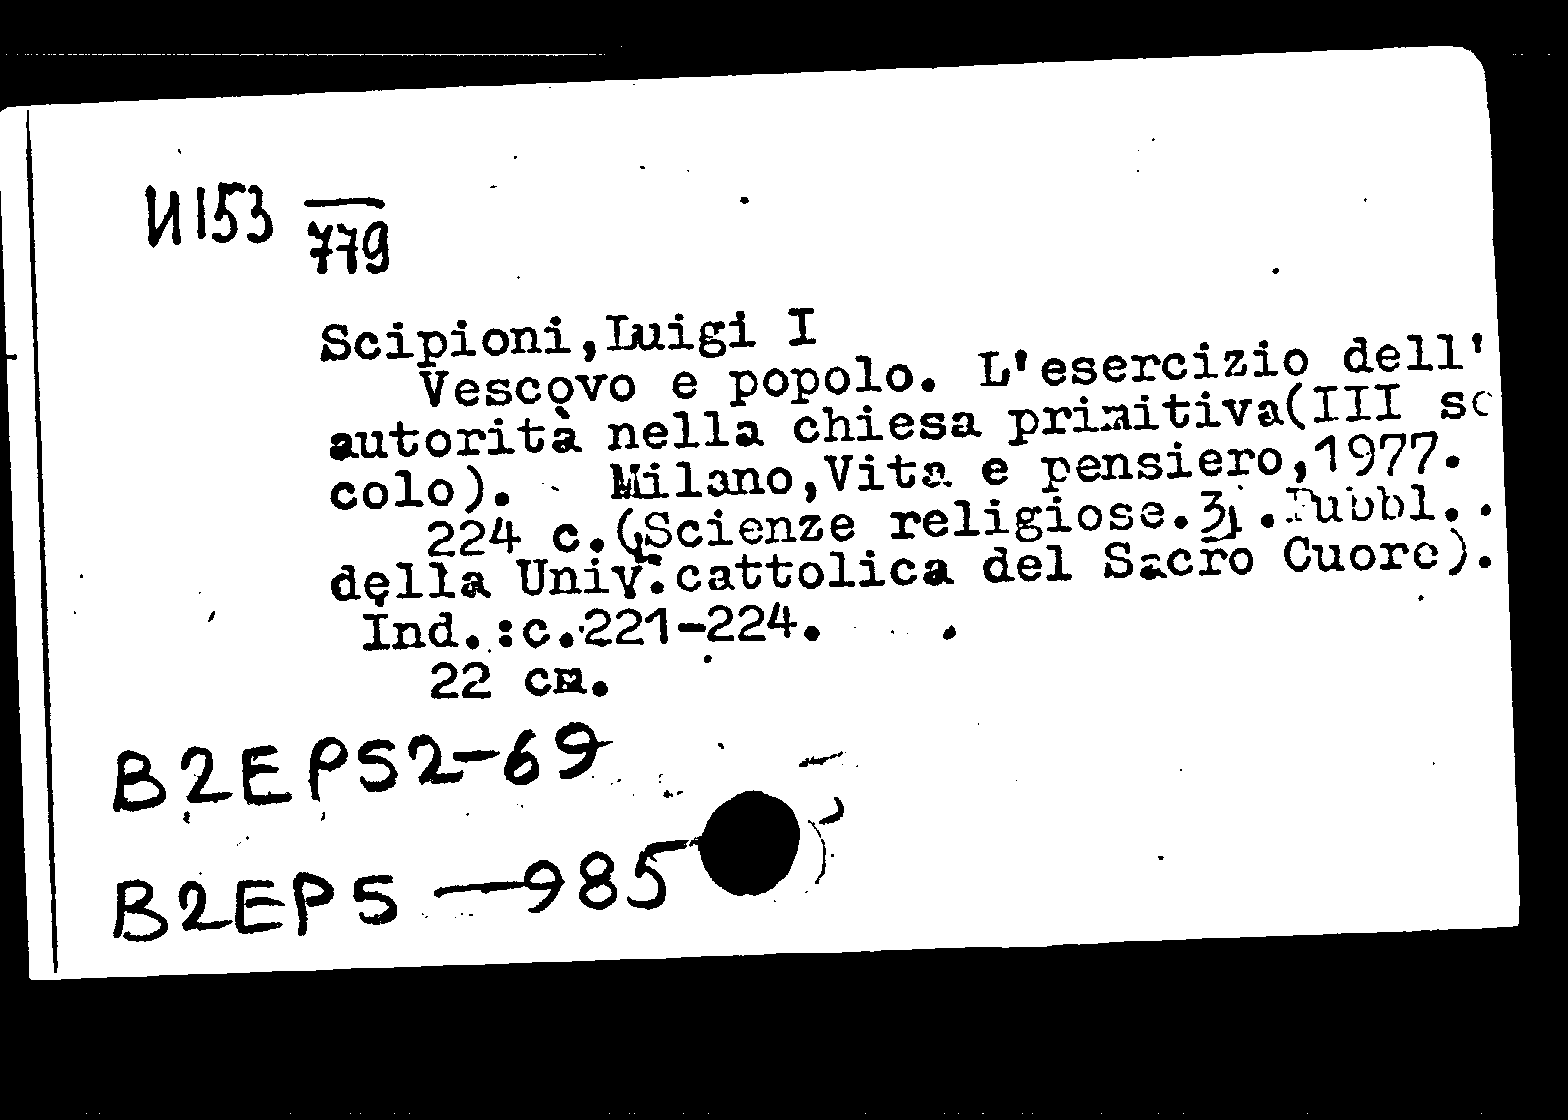 И153 779
Scipioni,Luigi I
Vescovo e popolo. L'esercizio dell'
autorità nella chiesa primitiva(III se
colo). Milano,Vita e pensiero,1977.
224 c.(Scienze religiose.3. Pubbl..
della Univ.cattolica del Sacro Cuore).
Ind.:c.221-224.
22 cm.
B2EPS2-69
B2EPS-985